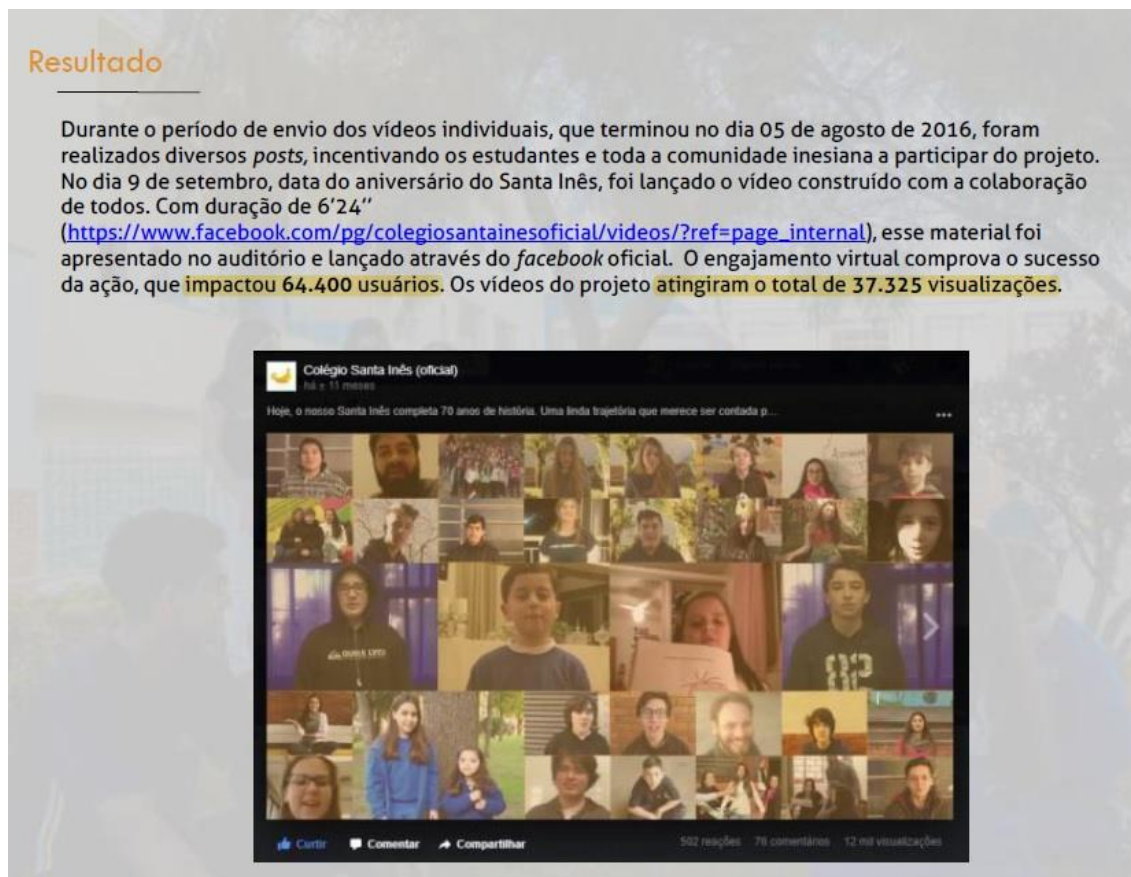 Resultado
Durante o período de envio dos vídeos individuais, que terminou no dia 05 de agosto de 2016, foram
realizados diversos posts, incentivando os estudantes e toda a comunidade inesiana a participar do projeto.
No dia 9 de setembro, data do aniversário do Santa Inês, foi lançado o vídeo construído com a colaboração
de todos. Com duração de 6’24’’
(https://www.facebook.com/pg/colegiosantainesoficial/videos/?ref=page_internal), esse material foi
apresentado no auditório e lançado através do facebook oficial. O engajamento virtual comprova o sucesso
da ação, que impactou 64.400 usuários. Os vídeos do projeto atingiram o total de 37.325 visualizações.
Colégio Santa Inês (oficial)
há ± 11 meses
Hoje, o nosso Santa Inês completa 70 anos de história. Uma linda trajetória que merece ser contada p...
Curtir Comentar Compartilhar 502 reações 76 comentários 12 mil visualizações